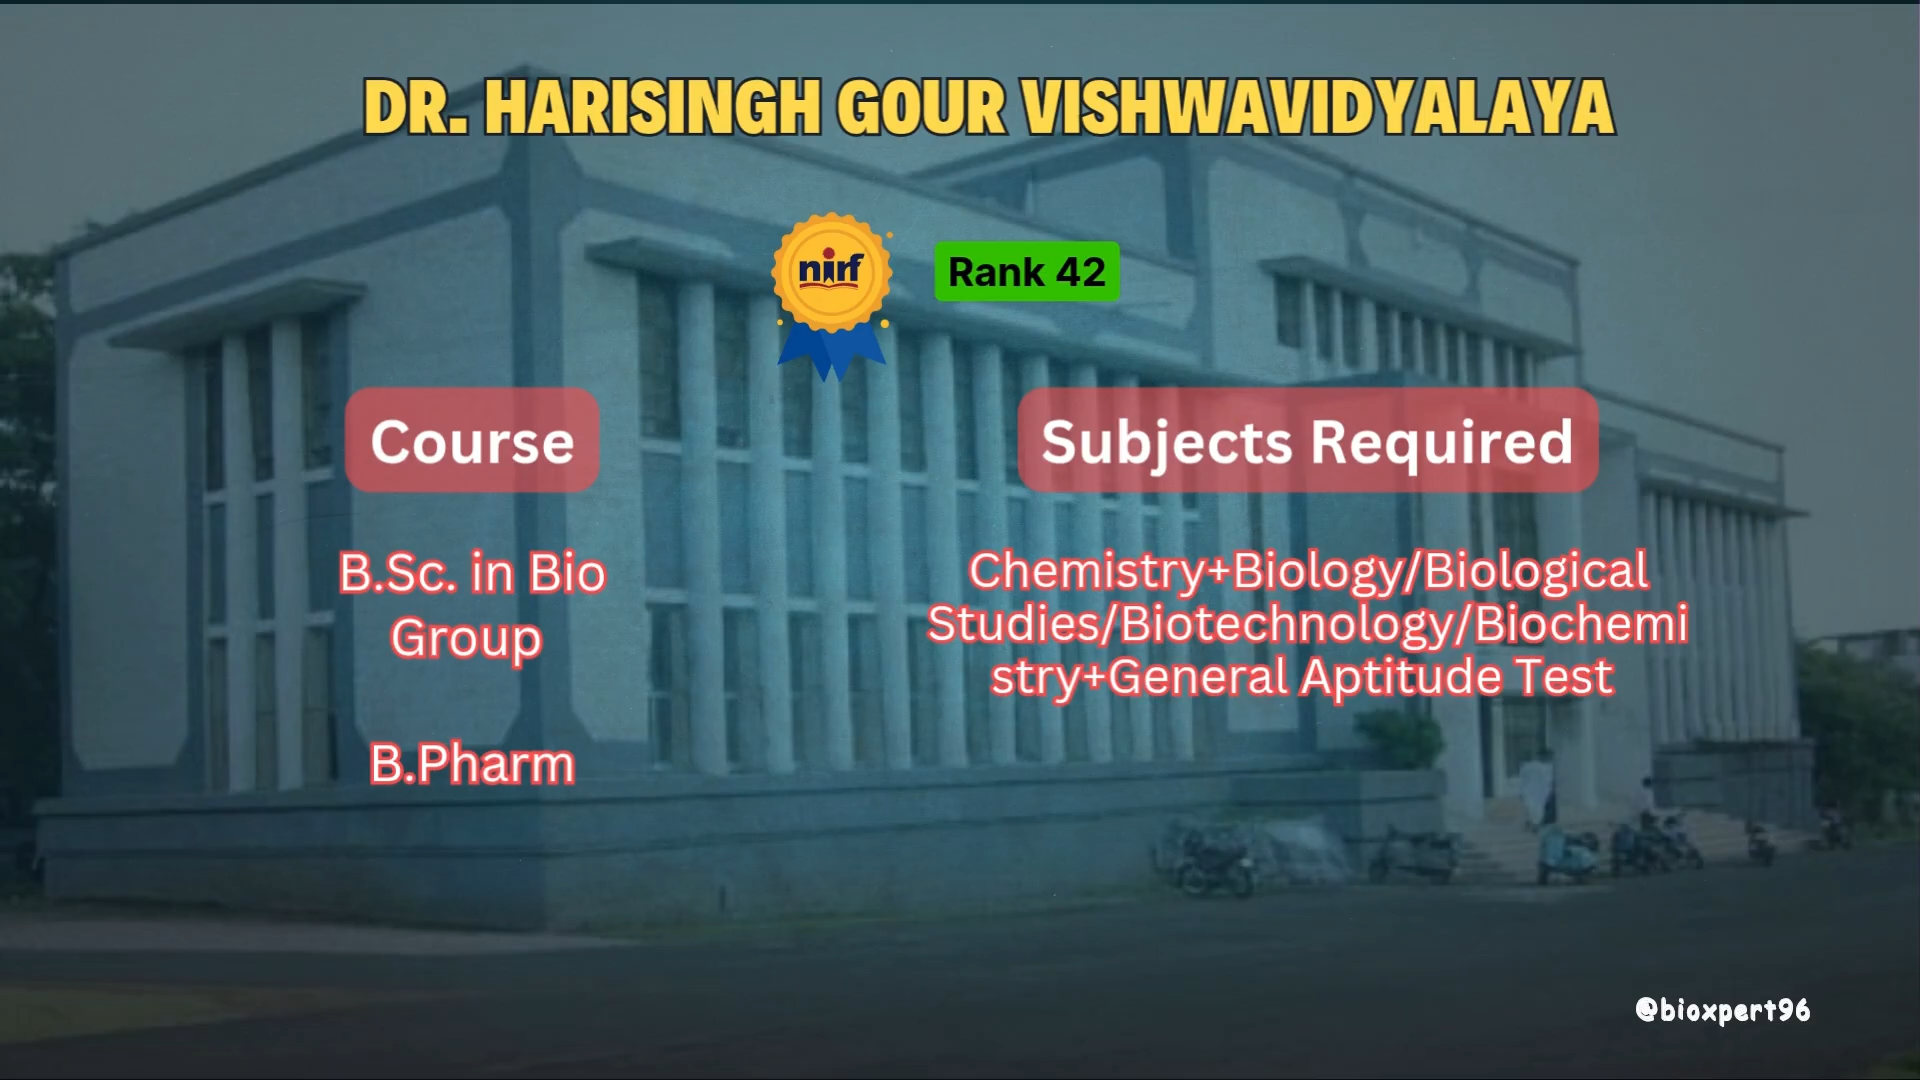 DR. HARISINGH GOUR VISHWAVIDYALAYA
nirf
Rank 42
Course
Subjects Required
B.Sc. in Bio
Group
Chemistry+Biology/Biological
Studies/Biotechnology/Biochemi
stry+General Aptitude Test
B.Pharm
@bioxpert96